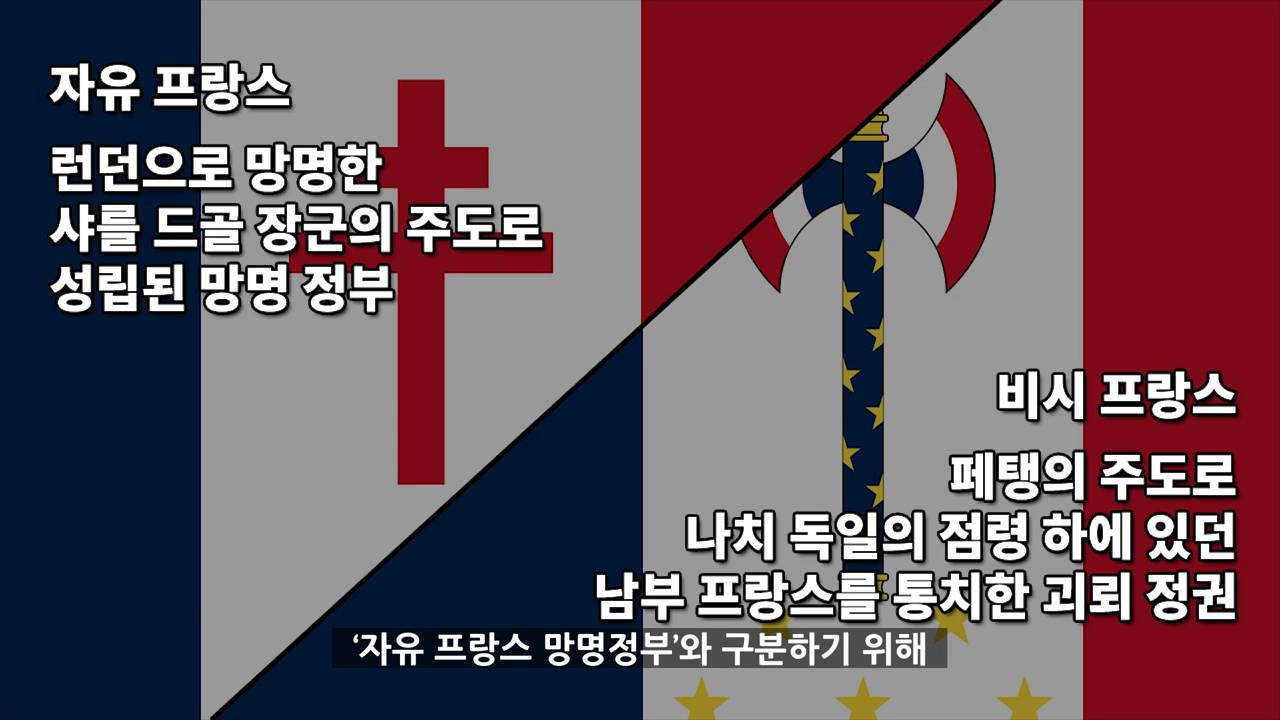 자유 프랑스
런던으로 망명한
샤를 드골 장군의 주도로
성립된 망명 정부
비시 프랑스
페탱의 주도로
나치 독일의 점령 하에 있던
남부 프랑스를 통치한 괴뢰 정권
‘자유 프랑스 망명정부’와 구분하기 위해